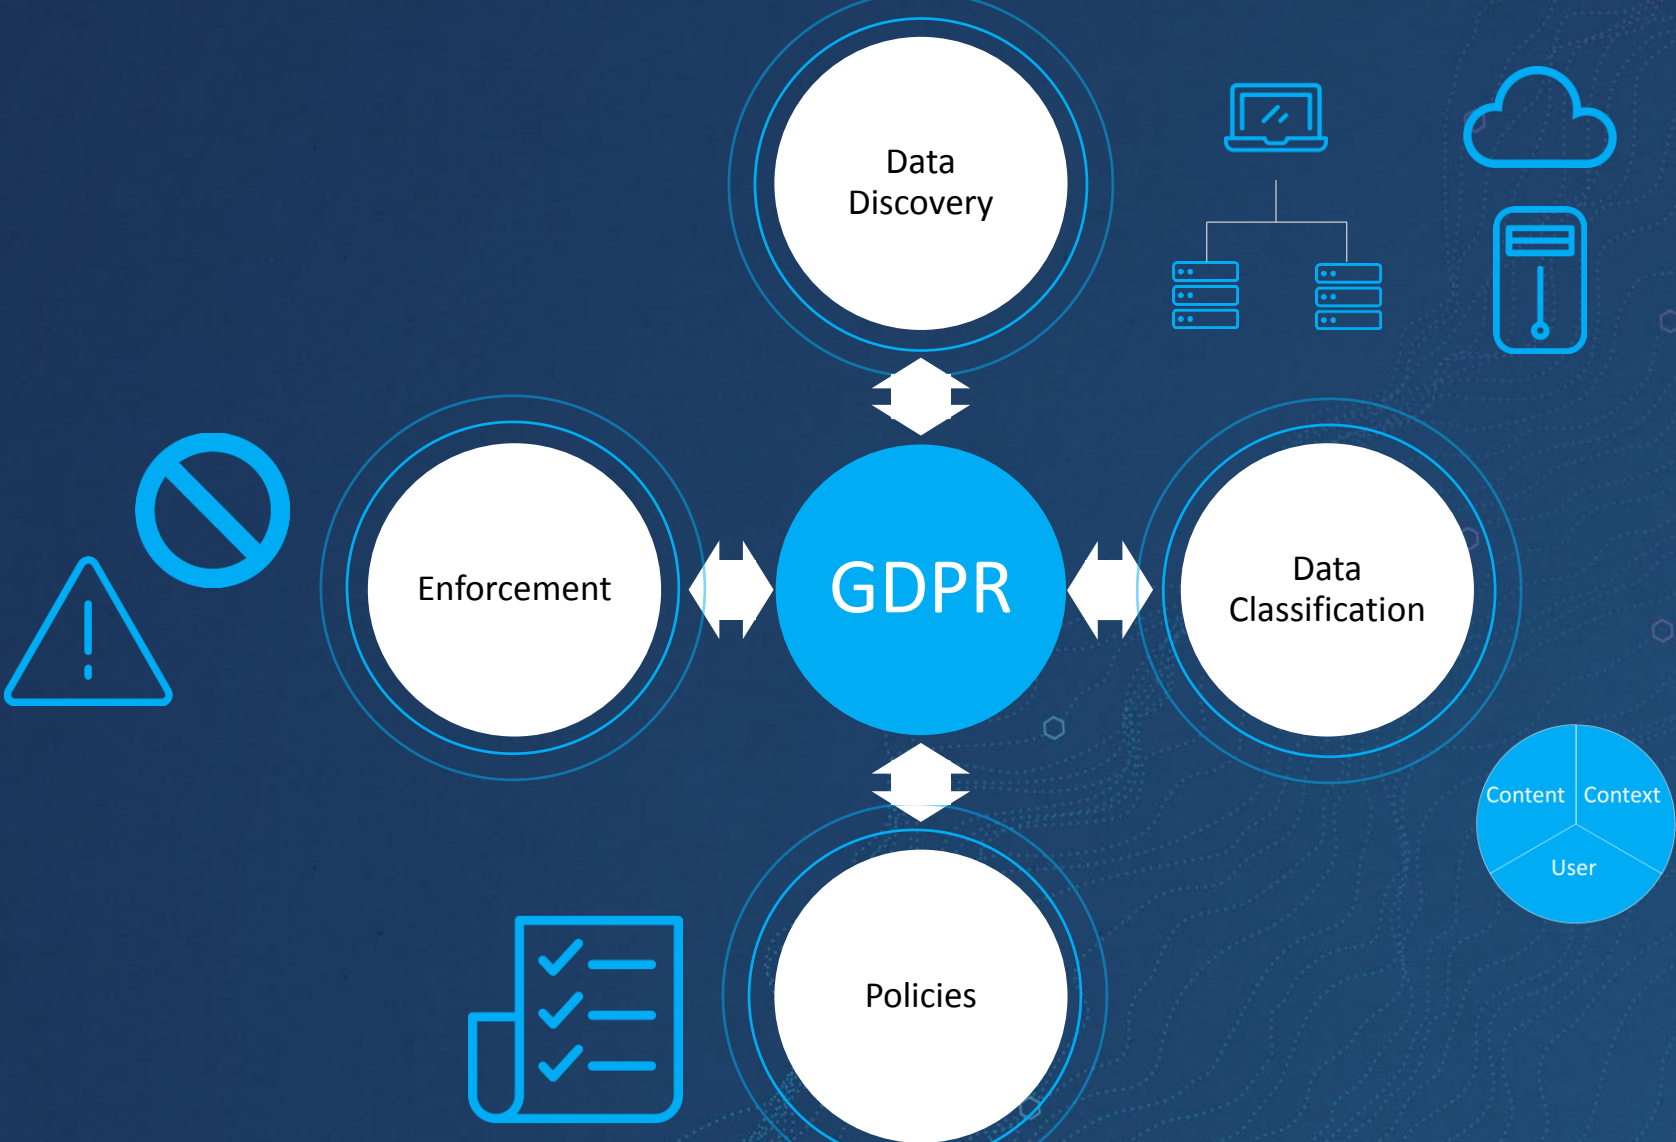 Data
Discovery
Enforcement
GDPR
Data
Classification
Content
Context
User
Policies